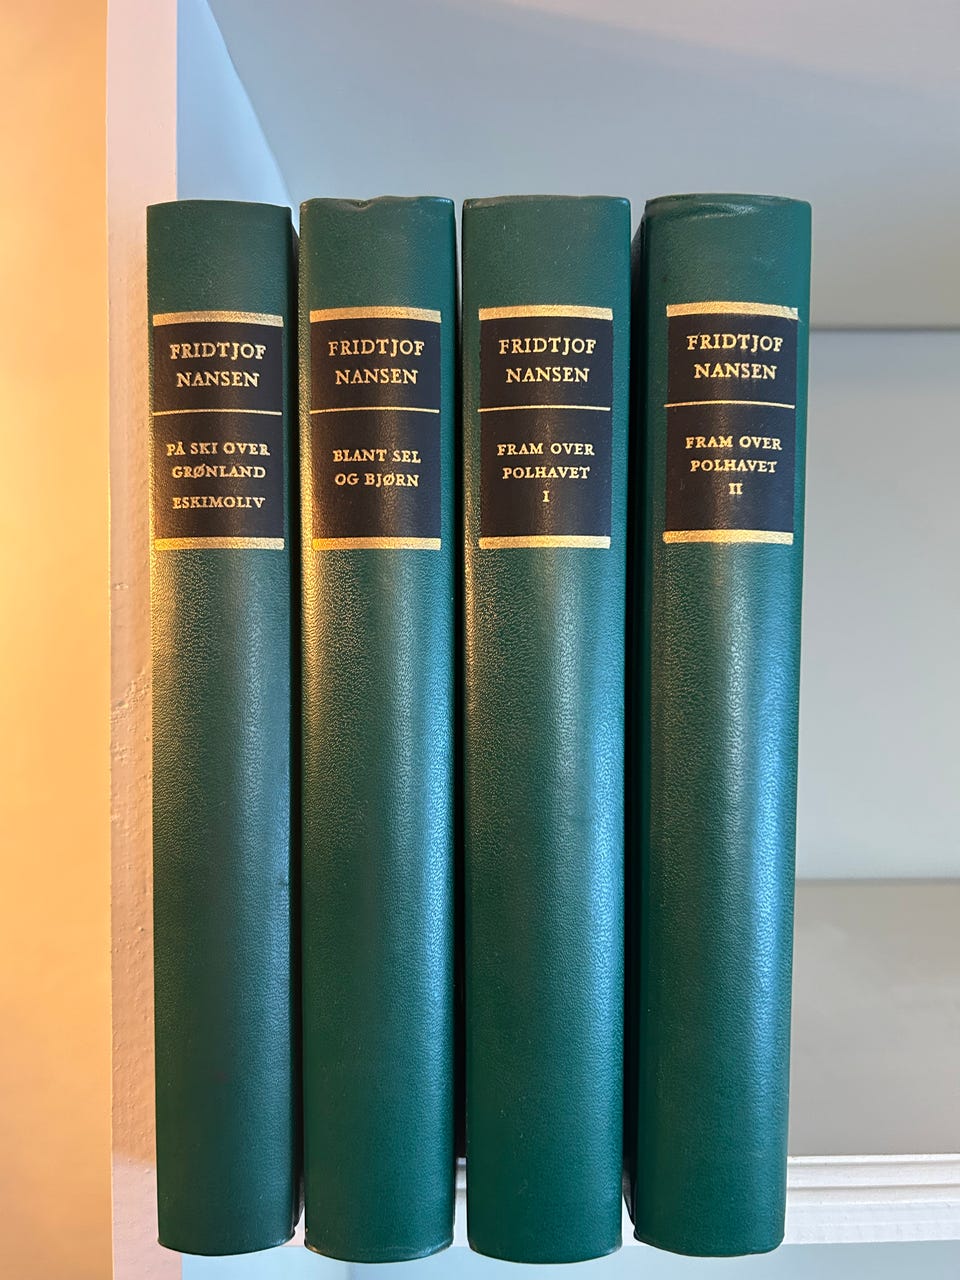 FRIDTJOF
NANSEN
PÅ SKI OVER
GRØNLAND
ESKIMOLIV
FRIDTJOF
NANSEN
BLANT SEL
OG BJØRN
FRIDTJOF
NANSEN
FRAM OVER
POLHAVET
I
FRIDTJOF
NANSEN
FRAM OVER
POLHAVET
II